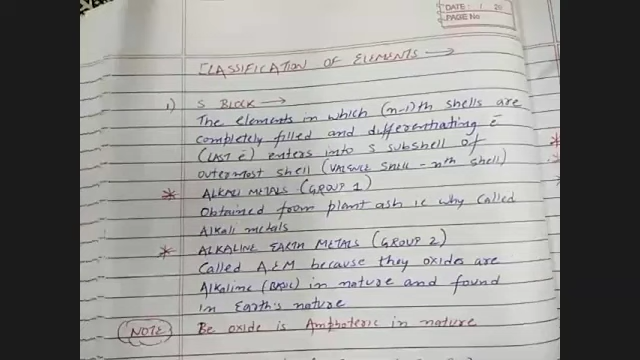 DATE: / 20
PAGE No
CLASSIFICATION OF ELEMENTS →
1) S BLOCK →
The elements in which (n-1)th shells are
completely filled and differentiating e⁻
(LAST e⁻) enters into S subshell of
outermost shell (VALENCE SHELL - nth shell)
* ALKALI METALS (GROUP 1)
Obtained from plant ash ie why called
Alkali metals
* ALKALINE EARTH METALS (GROUP 2)
Called A.E.M because they oxides are
Alkaline (BASIC) in nature and found
in Earth's nature
NOTE Be oxide is Amphoteric in nature